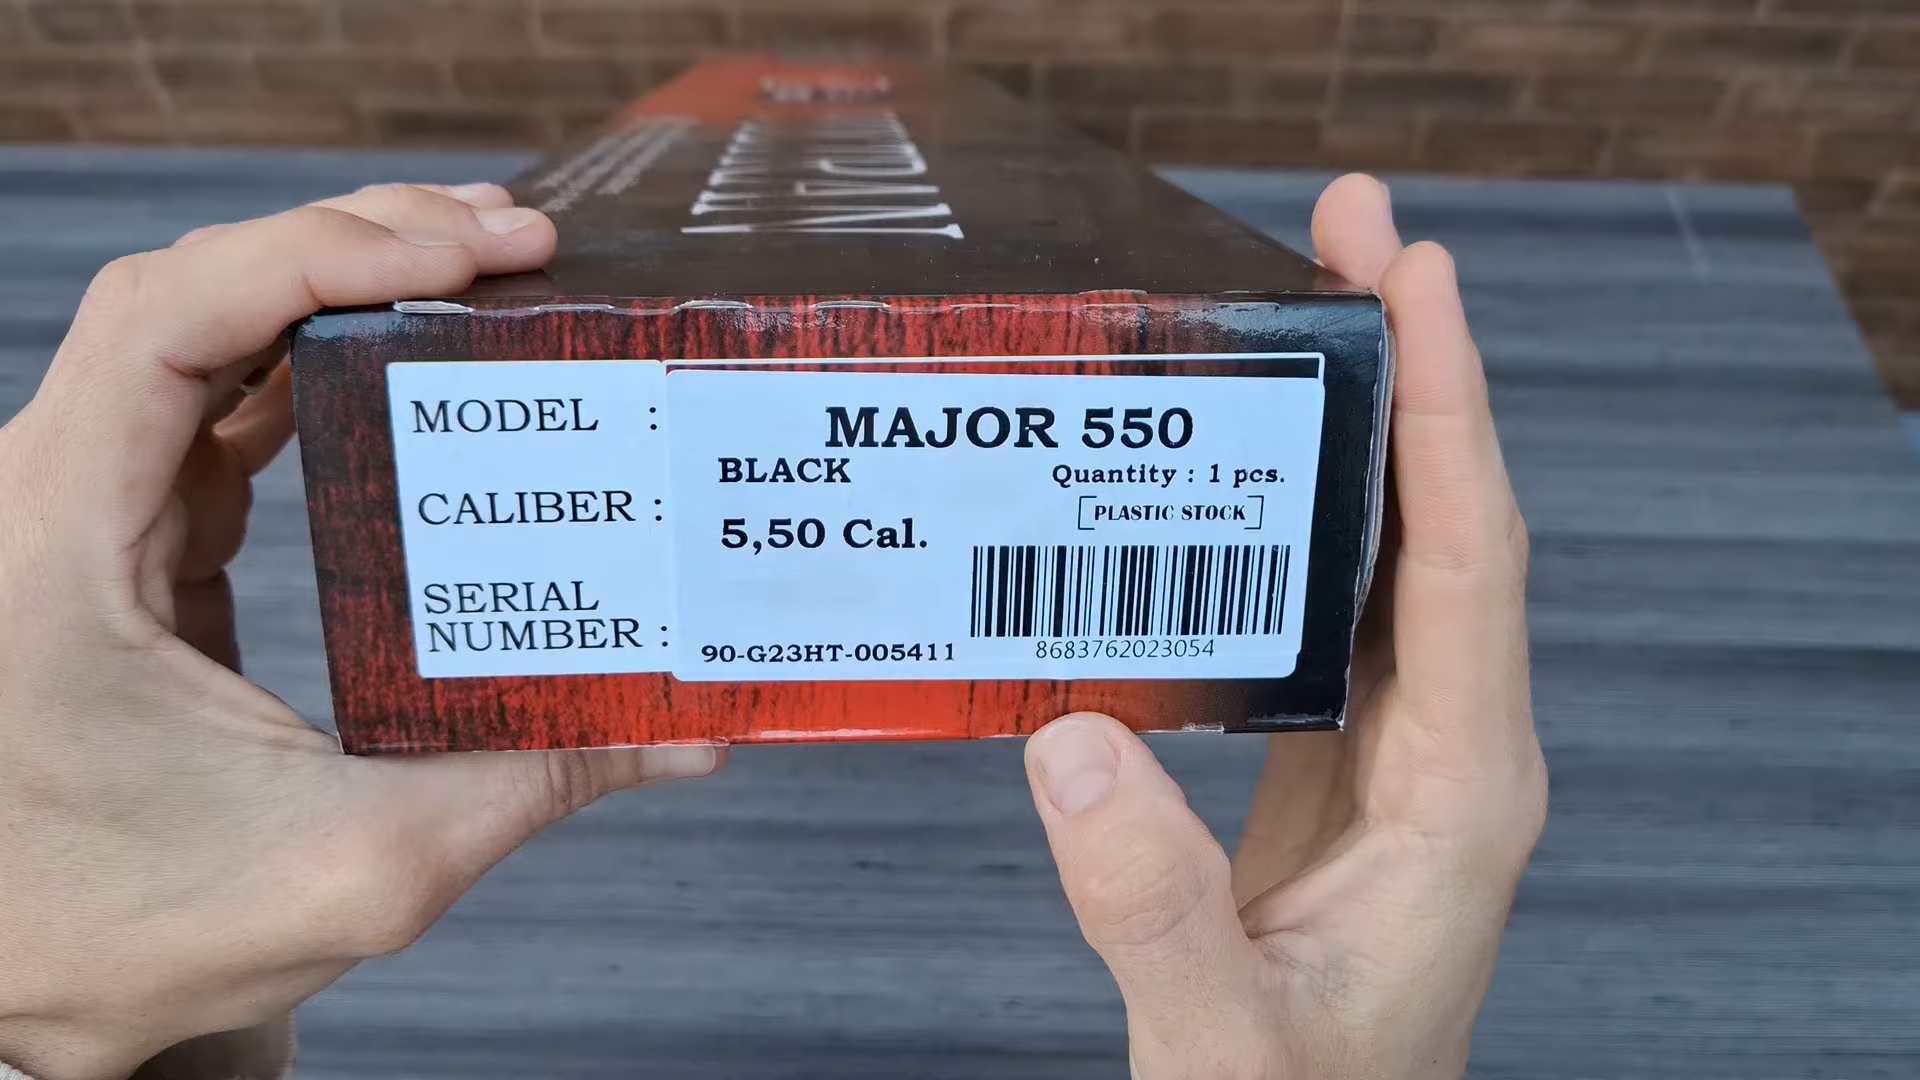 MODEL : MAJOR 550
BLACK
Quantity : 1 pcs.
CALIBER :
[PLASTIC STOCK]
5,50 Cal.
SERIAL
NUMBER :
90-G23HT-005411
8683762023054